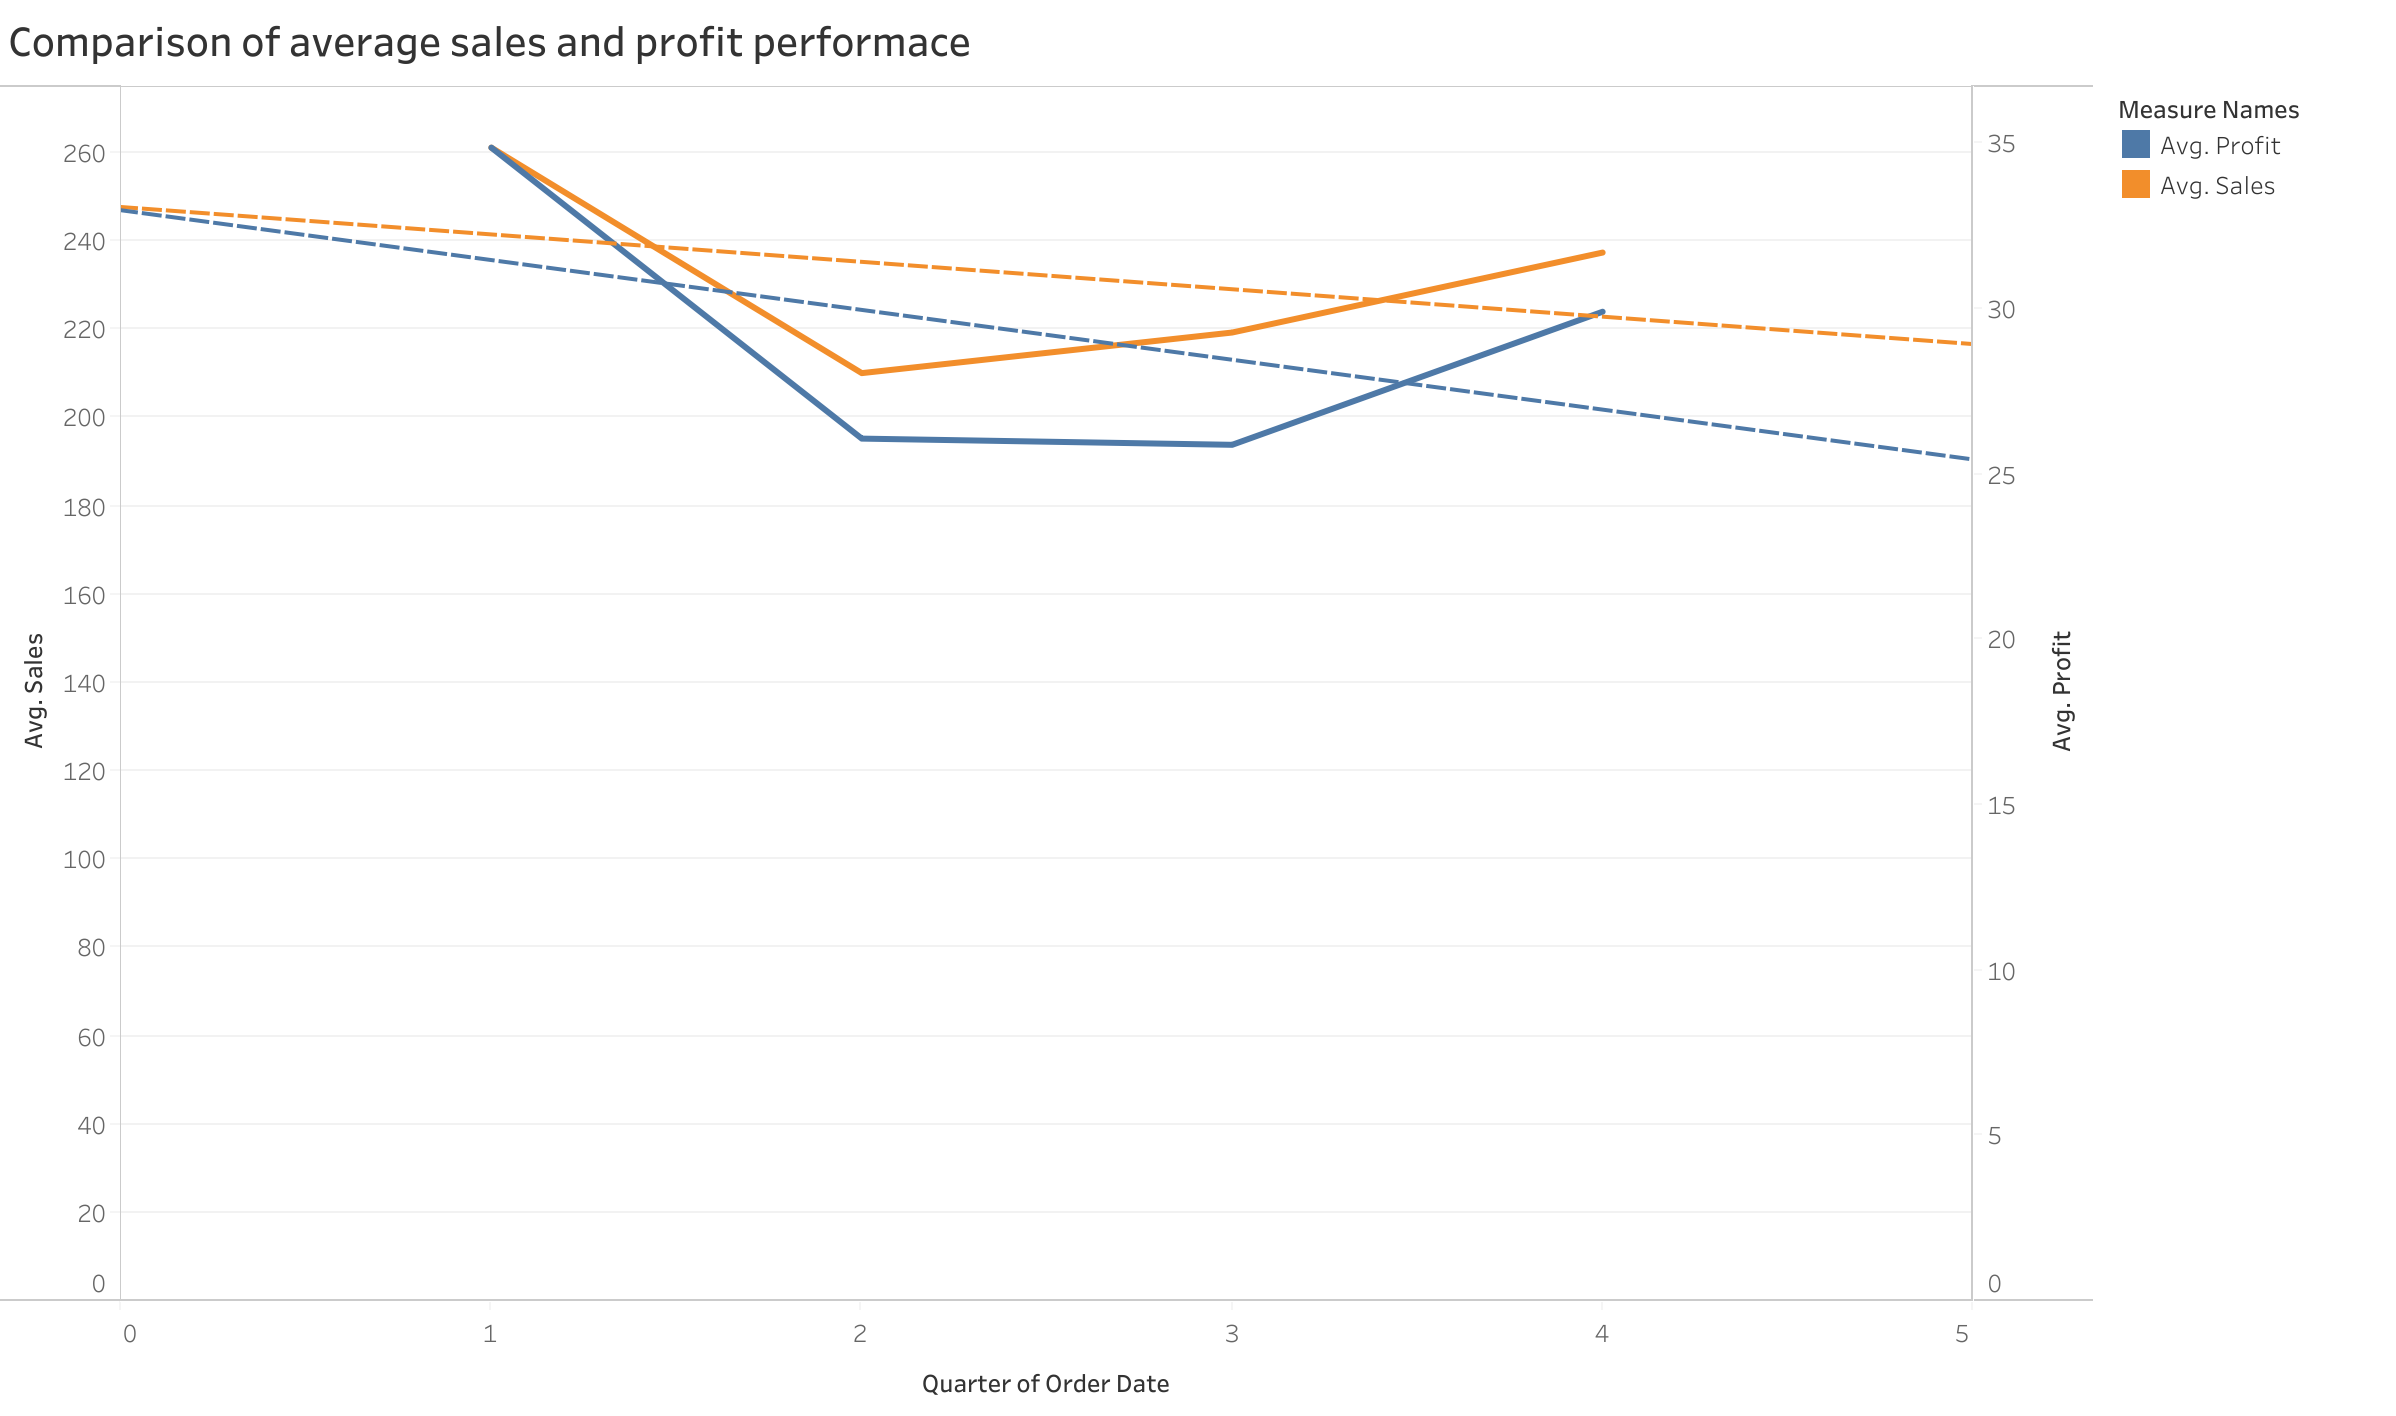 Comparison of average sales and profit performace
Measure Names
Avg. Profit
Avg. Sales
Avg. Sales
260
240
220
200
180
160
140
120
100
80
60
40
20
0
35
30
25
20
15
10
5
0
Avg. Profit
0 1 2 3 4 5
Quarter of Order Date